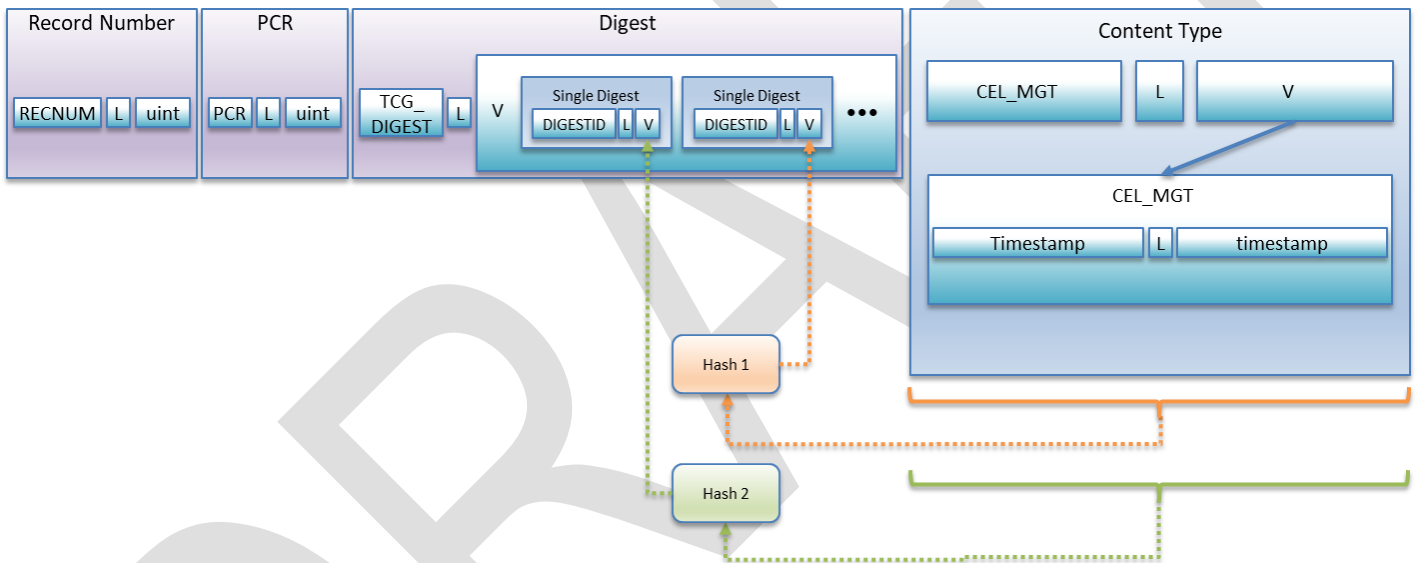 Record Number
RECNUM L uint
PCR
PCR L uint
Digest
TCG_
DIGEST
L
V
Single Digest
DIGESTID L V
Single Digest
DIGESTID L V
•••
Content Type
CEL_MGT L V
CEL_MGT
Timestamp L timestamp
Hash 1
Hash 2